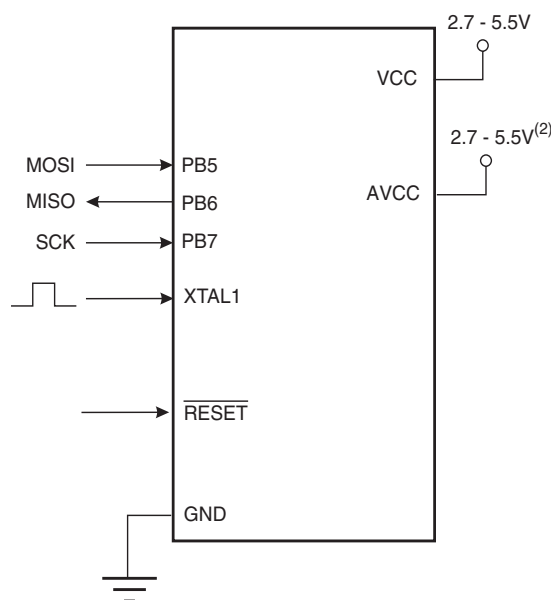 2.7 - 5.5V
VCC
2.7 - 5.5V(2)
AVCC
MOSI
PB5
MISO
PB6
SCK
PB7
XTAL1
RESET
GND